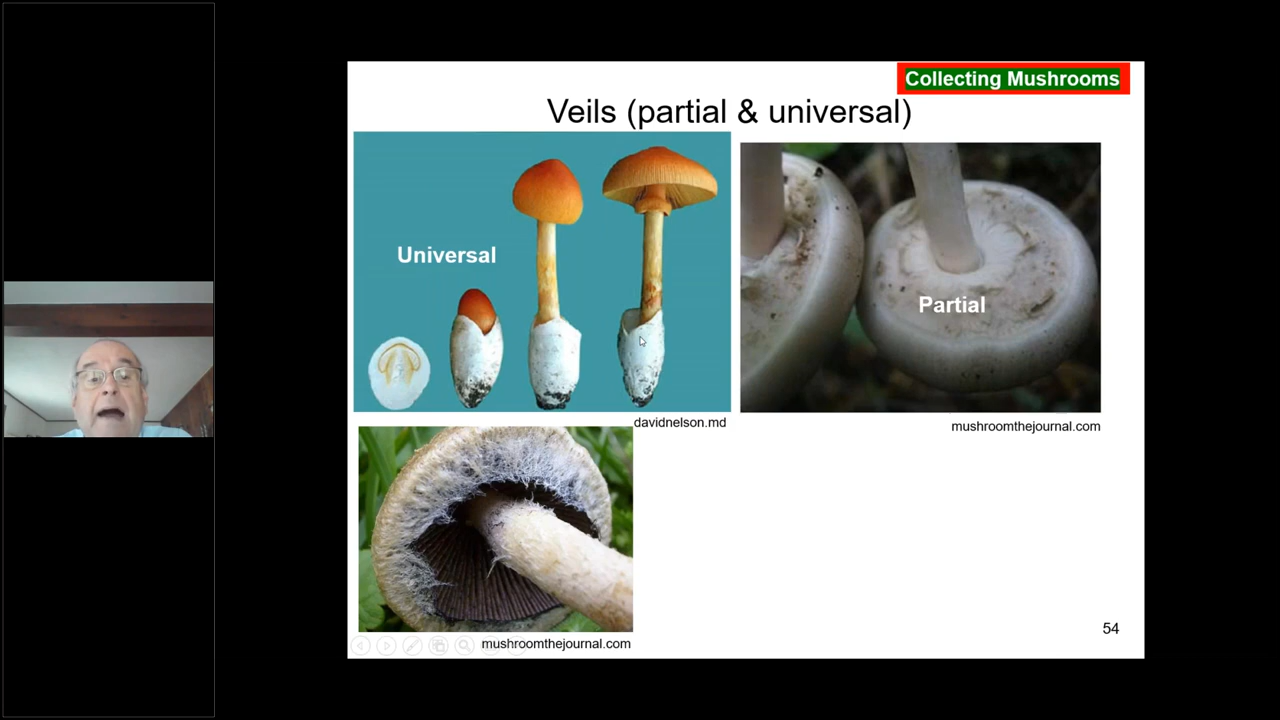 Collecting Mushrooms
Veils (partial & universal)
Universal
Partial
davidnelson.md
mushroomthejournal.com
mushroomthejournal.com
54